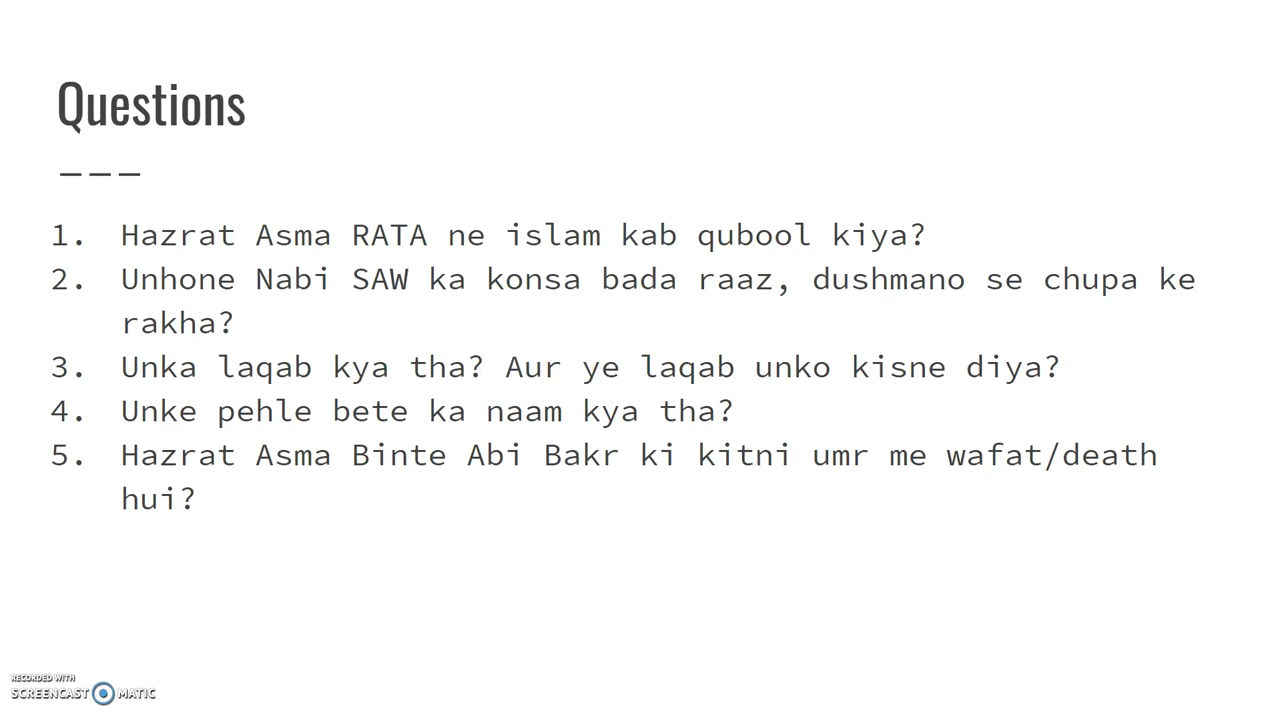 Questions
———
1. Hazrat Asma RATA ne islam kab qubool kiya?
2. Unhone Nabi SAW ka konsa bada raaz, dushmano se chupa ke
rakha?
3. Unka laqab kya tha? Aur ye laqab unko kisne diya?
4. Unke pehle bete ka naam kya tha?
5. Hazrat Asma Binte Abi Bakr ki kitni umr me wafat/death
hui?
RECORDED WITH
SCREENCAST MATIC